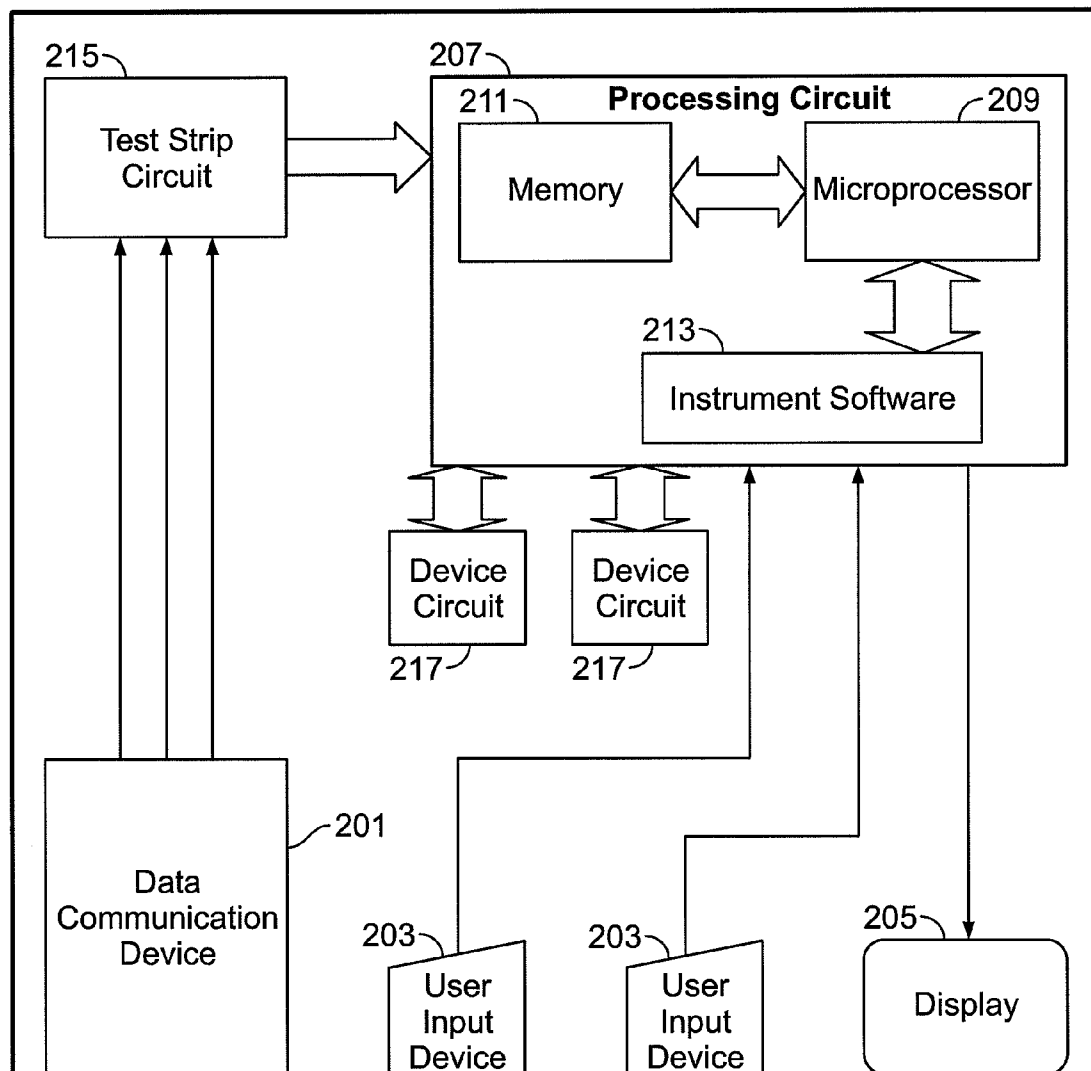 215
Test Strip
Circuit
207
Processing Circuit
211
Memory
209
Microprocessor
213
Instrument Software
Device
Circuit
217
Device
Circuit
217
201
Data
Communication
Device
203
User
Input
Device
203
User
Input
Device
205
Display